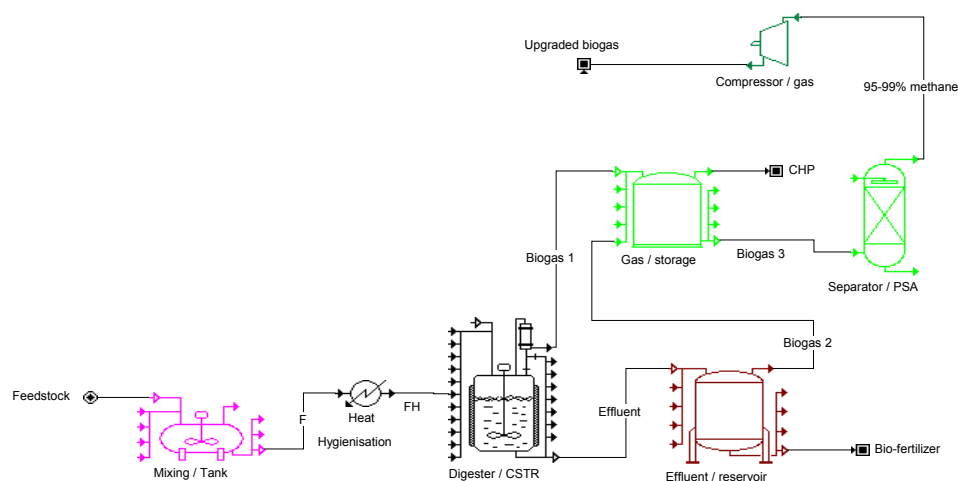 Upgraded biogas
Compressor / gas
95-99% methane
CHP
Biogas 1
Gas / storage
Biogas 3
Separator / PSA
Biogas 2
Feedstock
F
Heat
FH
Hygienisation
Effluent
Mixing / Tank
Digester / CSTR
Effluent / reservoir
Bio-fertilizer